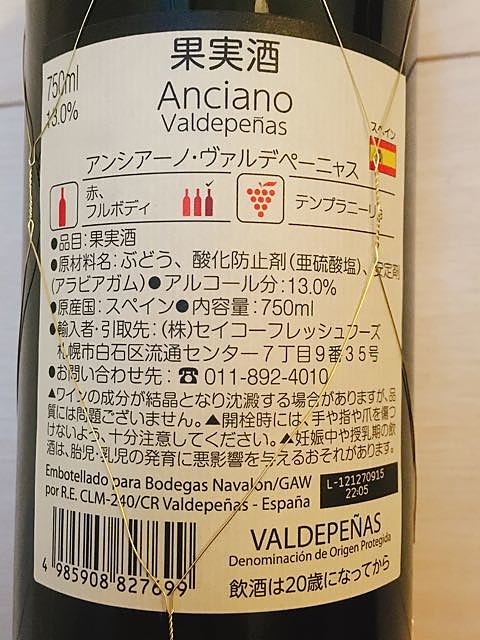 果実酒
750ml
13.0%
Anciano
Valdepeñas
スペイン
アンシアーノ・ヴァルデペーニャス
赤、
フルボディ
テンプラニーリョ
●品目:果実酒
●原材料名:ぶどう、酸化防止剤(亜硫酸塩)、安定剤
(アラビアガム)●アルコール分:13.0%
●原産国:スペイン●内容量:750ml
●輸入者・引取先:(株)セイコーフレッシュフーズ
札幌市白石区流通センター7丁目9番35号
●お問い合わせ先:☎011-892-4010
▲ワインの成分が結晶となり沈澱する場合がありますが、品
質には問題ございません。▲開栓時には、手や指や爪を傷つ
けないよう、十分注意してください。▲妊娠中や授乳期の飲
酒は、胎児・乳児の発育に悪影響を与えるおそれがあります。
Embotellado para Bodegas Navalón/GAW
por R.E. CLM-240/CR Valdepeñas - España
L-121270915
22:05
VALDEPEÑAS
Denominación de Origen Protegida
4 985908 827699
飲酒は20歳になってから